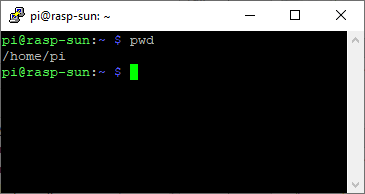 pi@rasp-sun: ~
pi@rasp-sun:~ $ pwd
/home/pi
pi@rasp-sun:~ $